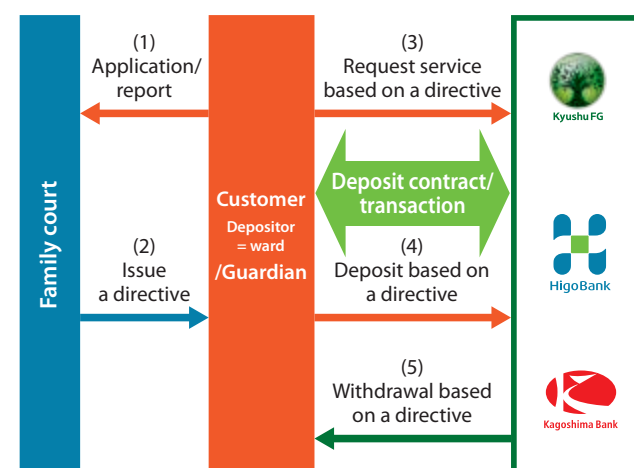 (1)
Application/
report
(3)
Request service
based on a directive
Kyushu FG
Family court
Customer
Depositor
= ward
/Guardian
Deposit contract/
transaction
(2)
Issue
a directive
(4)
Deposit based on
a directive
HigoBank
(5)
Withdrawal based
on a directive
Kagoshima Bank